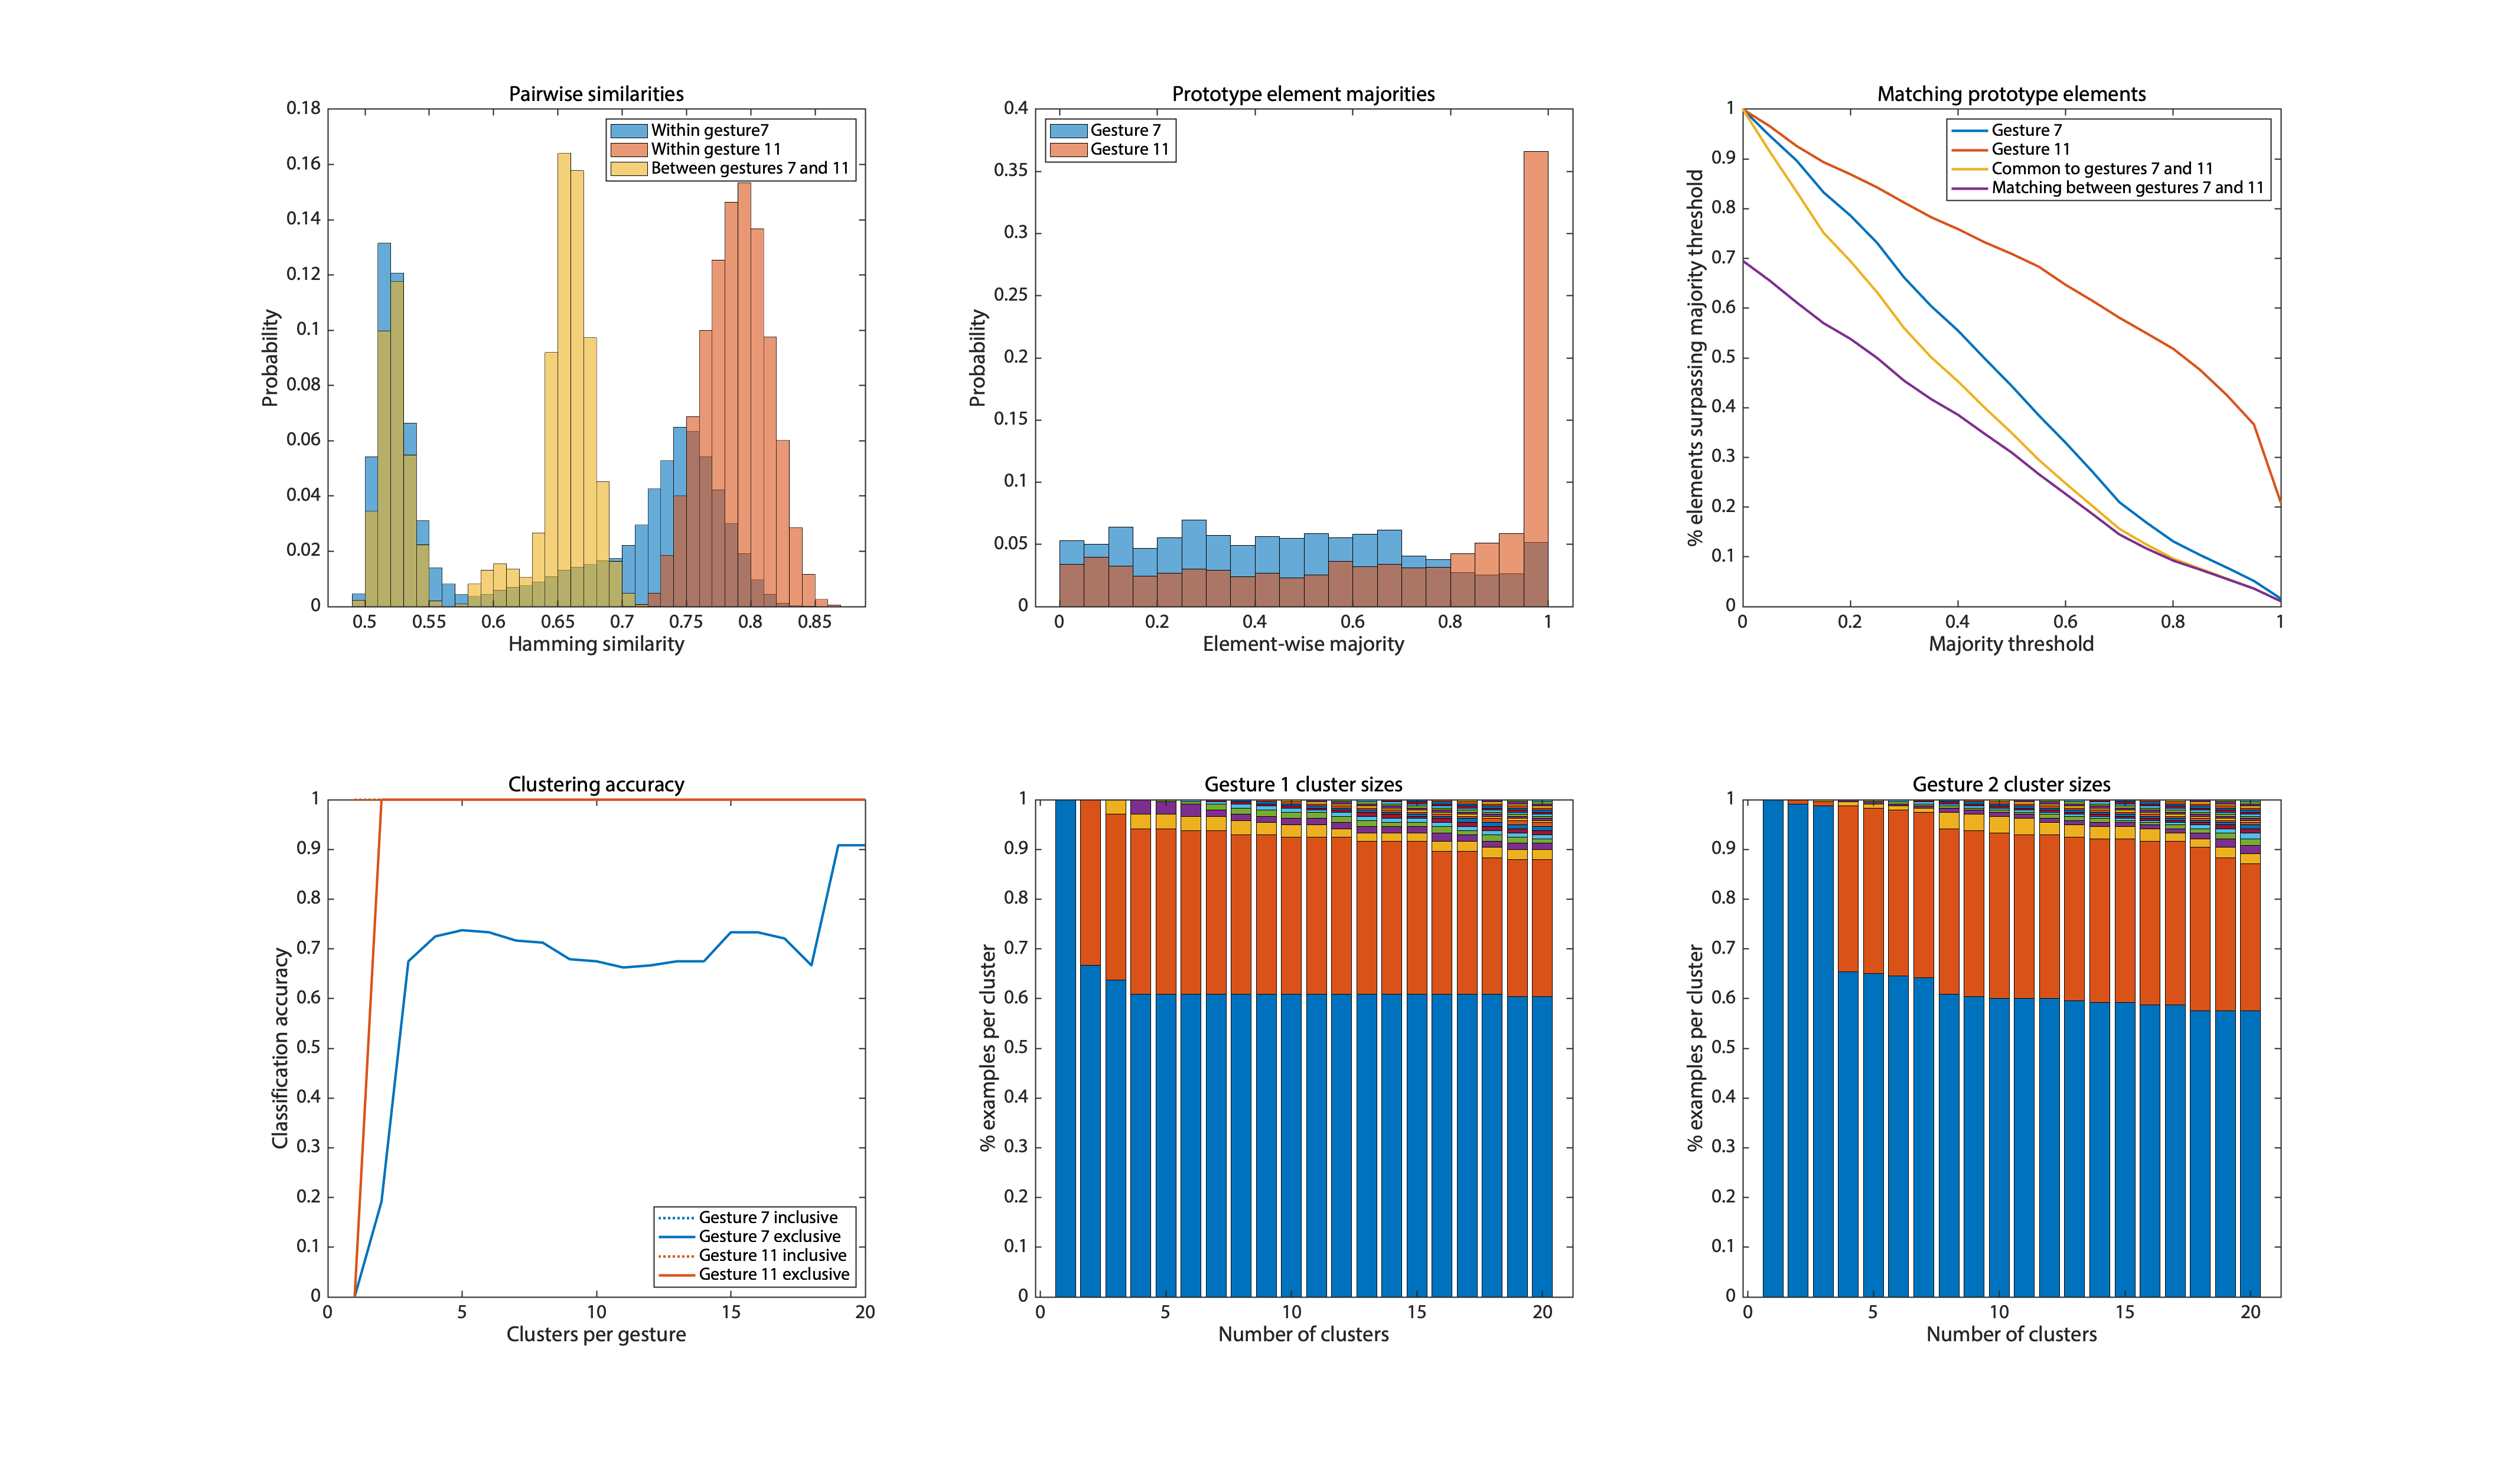 Pairwise similarities
0.18
0.16
0.14
0.12
0.1
0.08
0.06
0.04
0.02
0
Probability
Within gesture7
Within gesture 11
Between gestures 7 and 11
0.5 0.55 0.6 0.65 0.7 0.75 0.8 0.85
Hamming similarity
Prototype element majorities
0.4
0.35
0.3
0.25
0.2
0.15
0.1
0.05
0
Probability
Gesture 7
Gesture 11
0 0.2 0.4 0.6 0.8 1
Element-wise majority
Matching prototype elements
1
0.9
0.8
0.7
0.6
0.5
0.4
0.3
0.2
0.1
0
% elements surpassing majority threshold
Gesture 7
Gesture 11
Common to gestures 7 and 11
Matching between gestures 7 and 11
0 0.2 0.4 0.6 0.8 1
Majority threshold
Clustering accuracy
1
0.9
0.8
0.7
0.6
0.5
0.4
0.3
0.2
0.1
0
Classification accuracy
Gesture 7 inclusive
Gesture 7 exclusive
Gesture 11 inclusive
Gesture 11 exclusive
0 5 10 15 20
Clusters per gesture
Gesture 1 cluster sizes
1
0.9
0.8
0.7
0.6
0.5
0.4
0.3
0.2
0.1
0
% examples per cluster
0 5 10 15 20
Number of clusters
Gesture 2 cluster sizes
1
0.9
0.8
0.7
0.6
0.5
0.4
0.3
0.2
0.1
0
% examples per cluster
0 5 10 15 20
Number of clusters